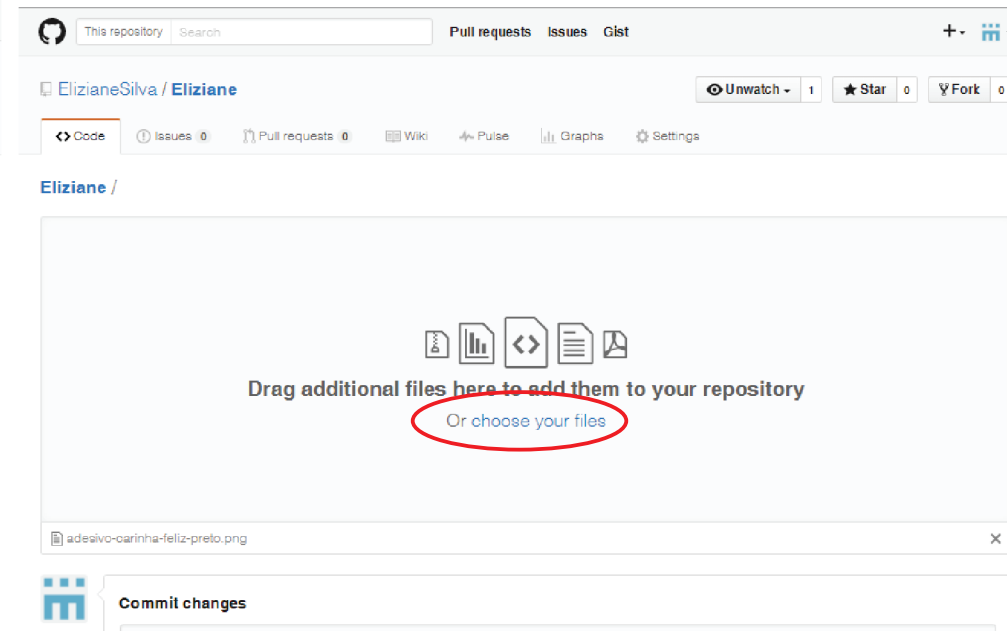 This repository Search Pull requests Issues Gist
ElizianeSilva / Eliziane Unwatch 1 Star 0 Fork 0
Code Issues 0 Pull requests 0 Wiki Pulse Graphs Settings
Eliziane /
Drag additional files here to add them to your repository
Or choose your files
adesivo-carinha-feliz-preto.png
Commit changes